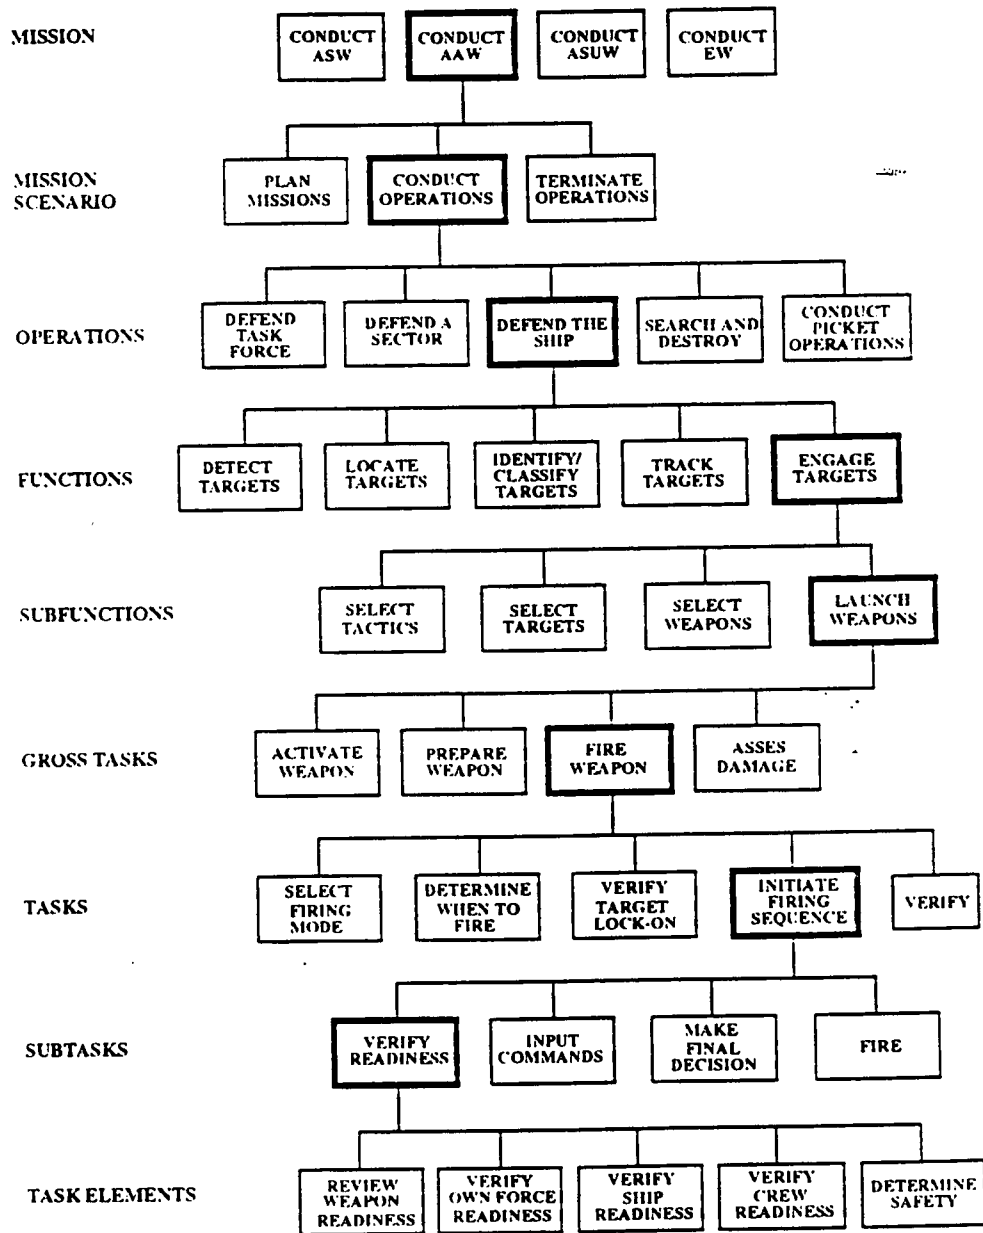 MISSION
CONDUCT
ASW
CONDUCT
AAW
CONDUCT
ASUW
CONDUCT
EW
MISSION
SCENARIO
PLAN
MISSIONS
CONDUCT
OPERATIONS
TERMINATE
OPERATIONS
OPERATIONS
DEFEND
TASK
FORCE
DEFEND A
SECTOR
DEFEND THE
SHIP
SEARCH AND
DESTROY
CONDUCT
PICKET
OPERATIONS
FUNCTIONS
DETECT
TARGETS
LOCATE
TARGETS
IDENTIFY/
CLASSIFY
TARGETS
TRACK
TARGETS
ENGAGE
TARGETS
SUBFUNCTIONS
SELECT
TACTICS
SELECT
TARGETS
SELECT
WEAPONS
LAUNCH
WEAPONS
GROSS TASKS
ACTIVATE
WEAPON
PREPARE
WEAPON
FIRE
WEAPON
ASSES
DAMAGE
TASKS
SELECT
FIRING
MODE
DETERMINE
WHEN TO
FIRE
VERIFY
TARGET
LOCK-ON
INITIATE
FIRING
SEQUENCE
VERIFY
SUBTASKS
VERIFY
READINESS
INPUT
COMMANDS
MAKE
FINAL
DECISION
FIRE
TASK ELEMENTS
REVIEW
WEAPON
READINESS
VERIFY
OWN FORCE
READINESS
VERIFY
SHIP
READINESS
VERIFY
CREW
READINESS
DETERMINE
SAFETY